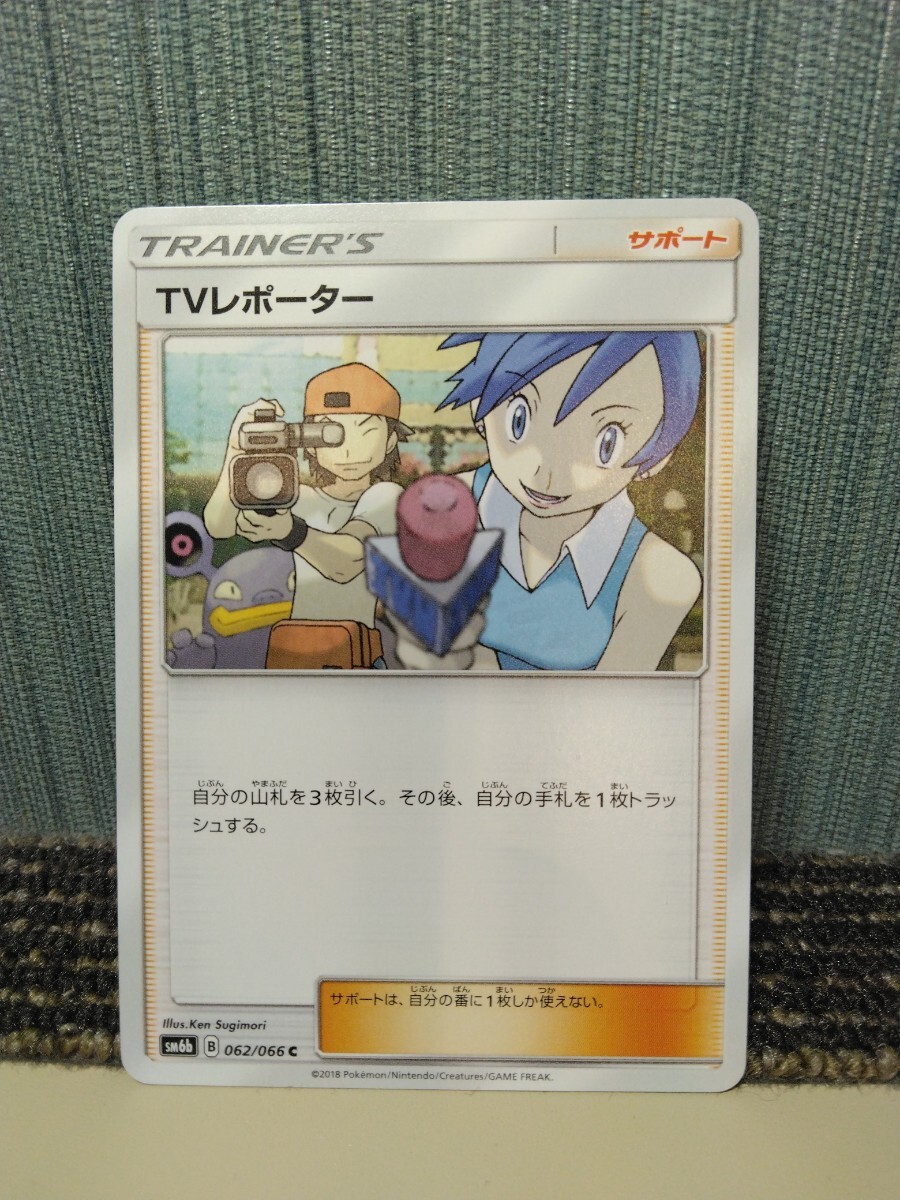 TRAINER'S サポート
TVレポーター
自分の山札を3枚引く。その後、自分の手札を1枚トラッ
シュする。
サポートは、自分の番に1枚しか使えない。
Illus.Ken Sugimori
SM6b B 062/066 C
©2018 Pokémon/Nintendo/Creatures/GAME FREAK.